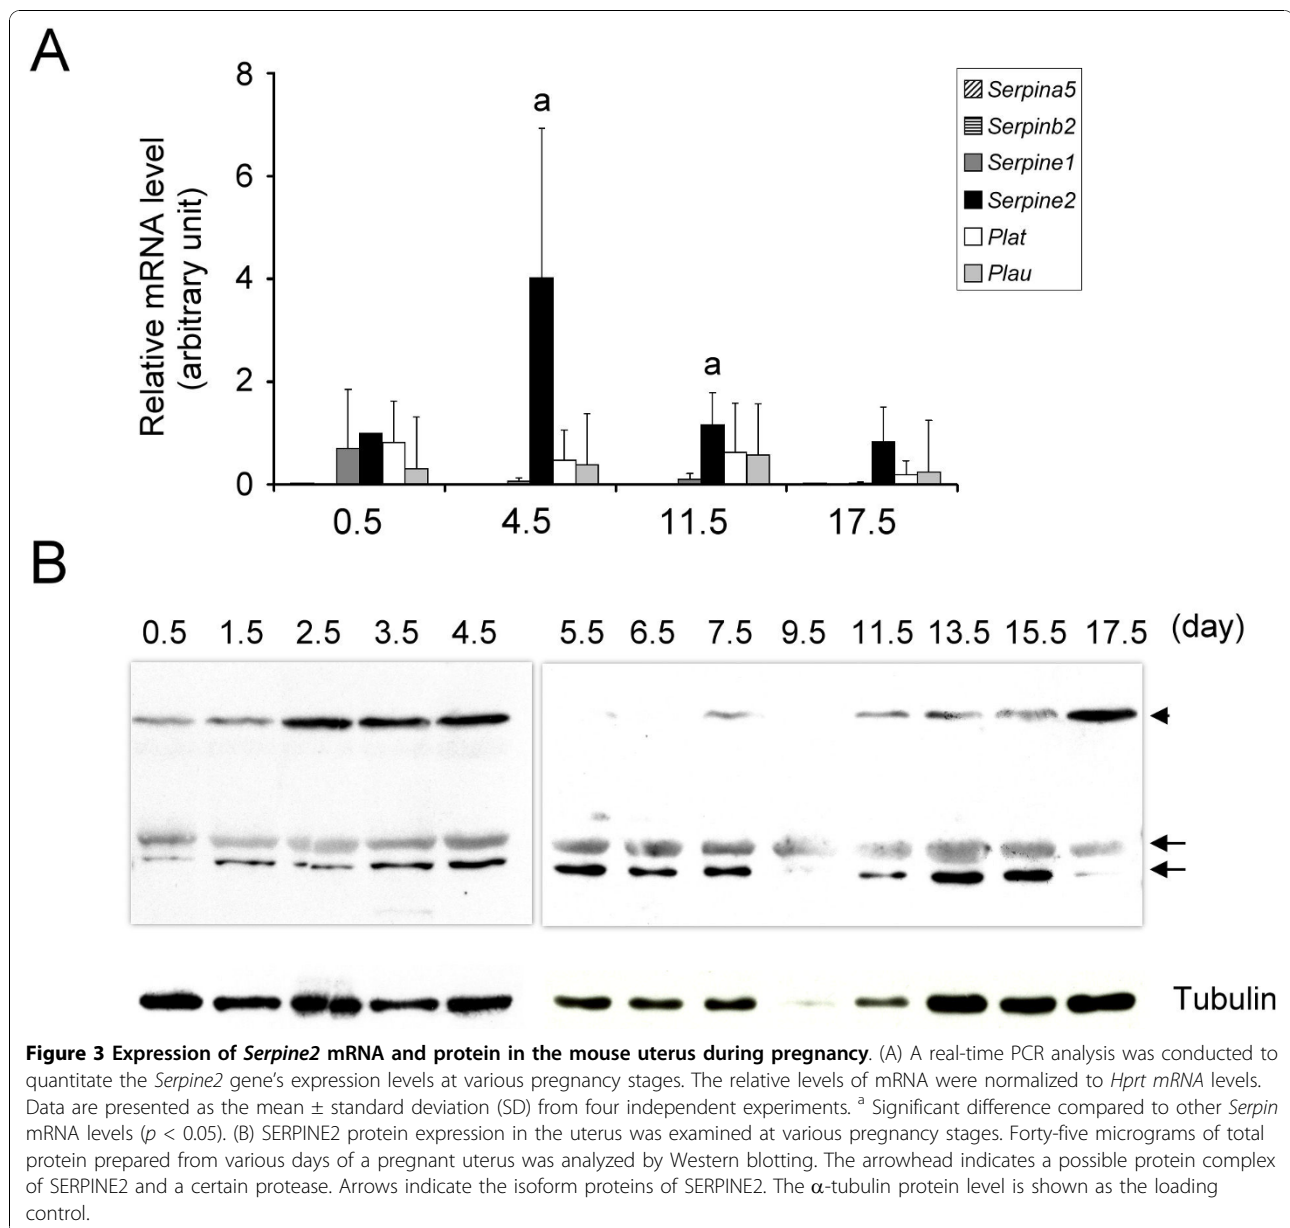 A
8
6
4
2
0
Relative mRNA level
(arbitrary unit)
a
a
Serpina5
Serpinb2
Serpine1
Serpine2
Plat
Plau
0.5 4.5 11.5 17.5
B
0.5 1.5 2.5 3.5 4.5 5.5 6.5 7.5 9.5 11.5 13.5 15.5 17.5 (day)
Tubulin
Figure 3 Expression of Serpine2 mRNA and protein in the mouse uterus during pregnancy. (A) A real-time PCR analysis was conducted to
quantitate the Serpine2 gene's expression levels at various pregnancy stages. The relative levels of mRNA were normalized to Hprt mRNA levels.
Data are presented as the mean ± standard deviation (SD) from four independent experiments. a Significant difference compared to other Serpin
mRNA levels (p < 0.05). (B) SERPINE2 protein expression in the uterus was examined at various pregnancy stages. Forty-five micrograms of total
protein prepared from various days of a pregnant uterus was analyzed by Western blotting. The arrowhead indicates a possible protein complex
of SERPINE2 and a certain protease. Arrows indicate the isoform proteins of SERPINE2. The α-tubulin protein level is shown as the loading
control.